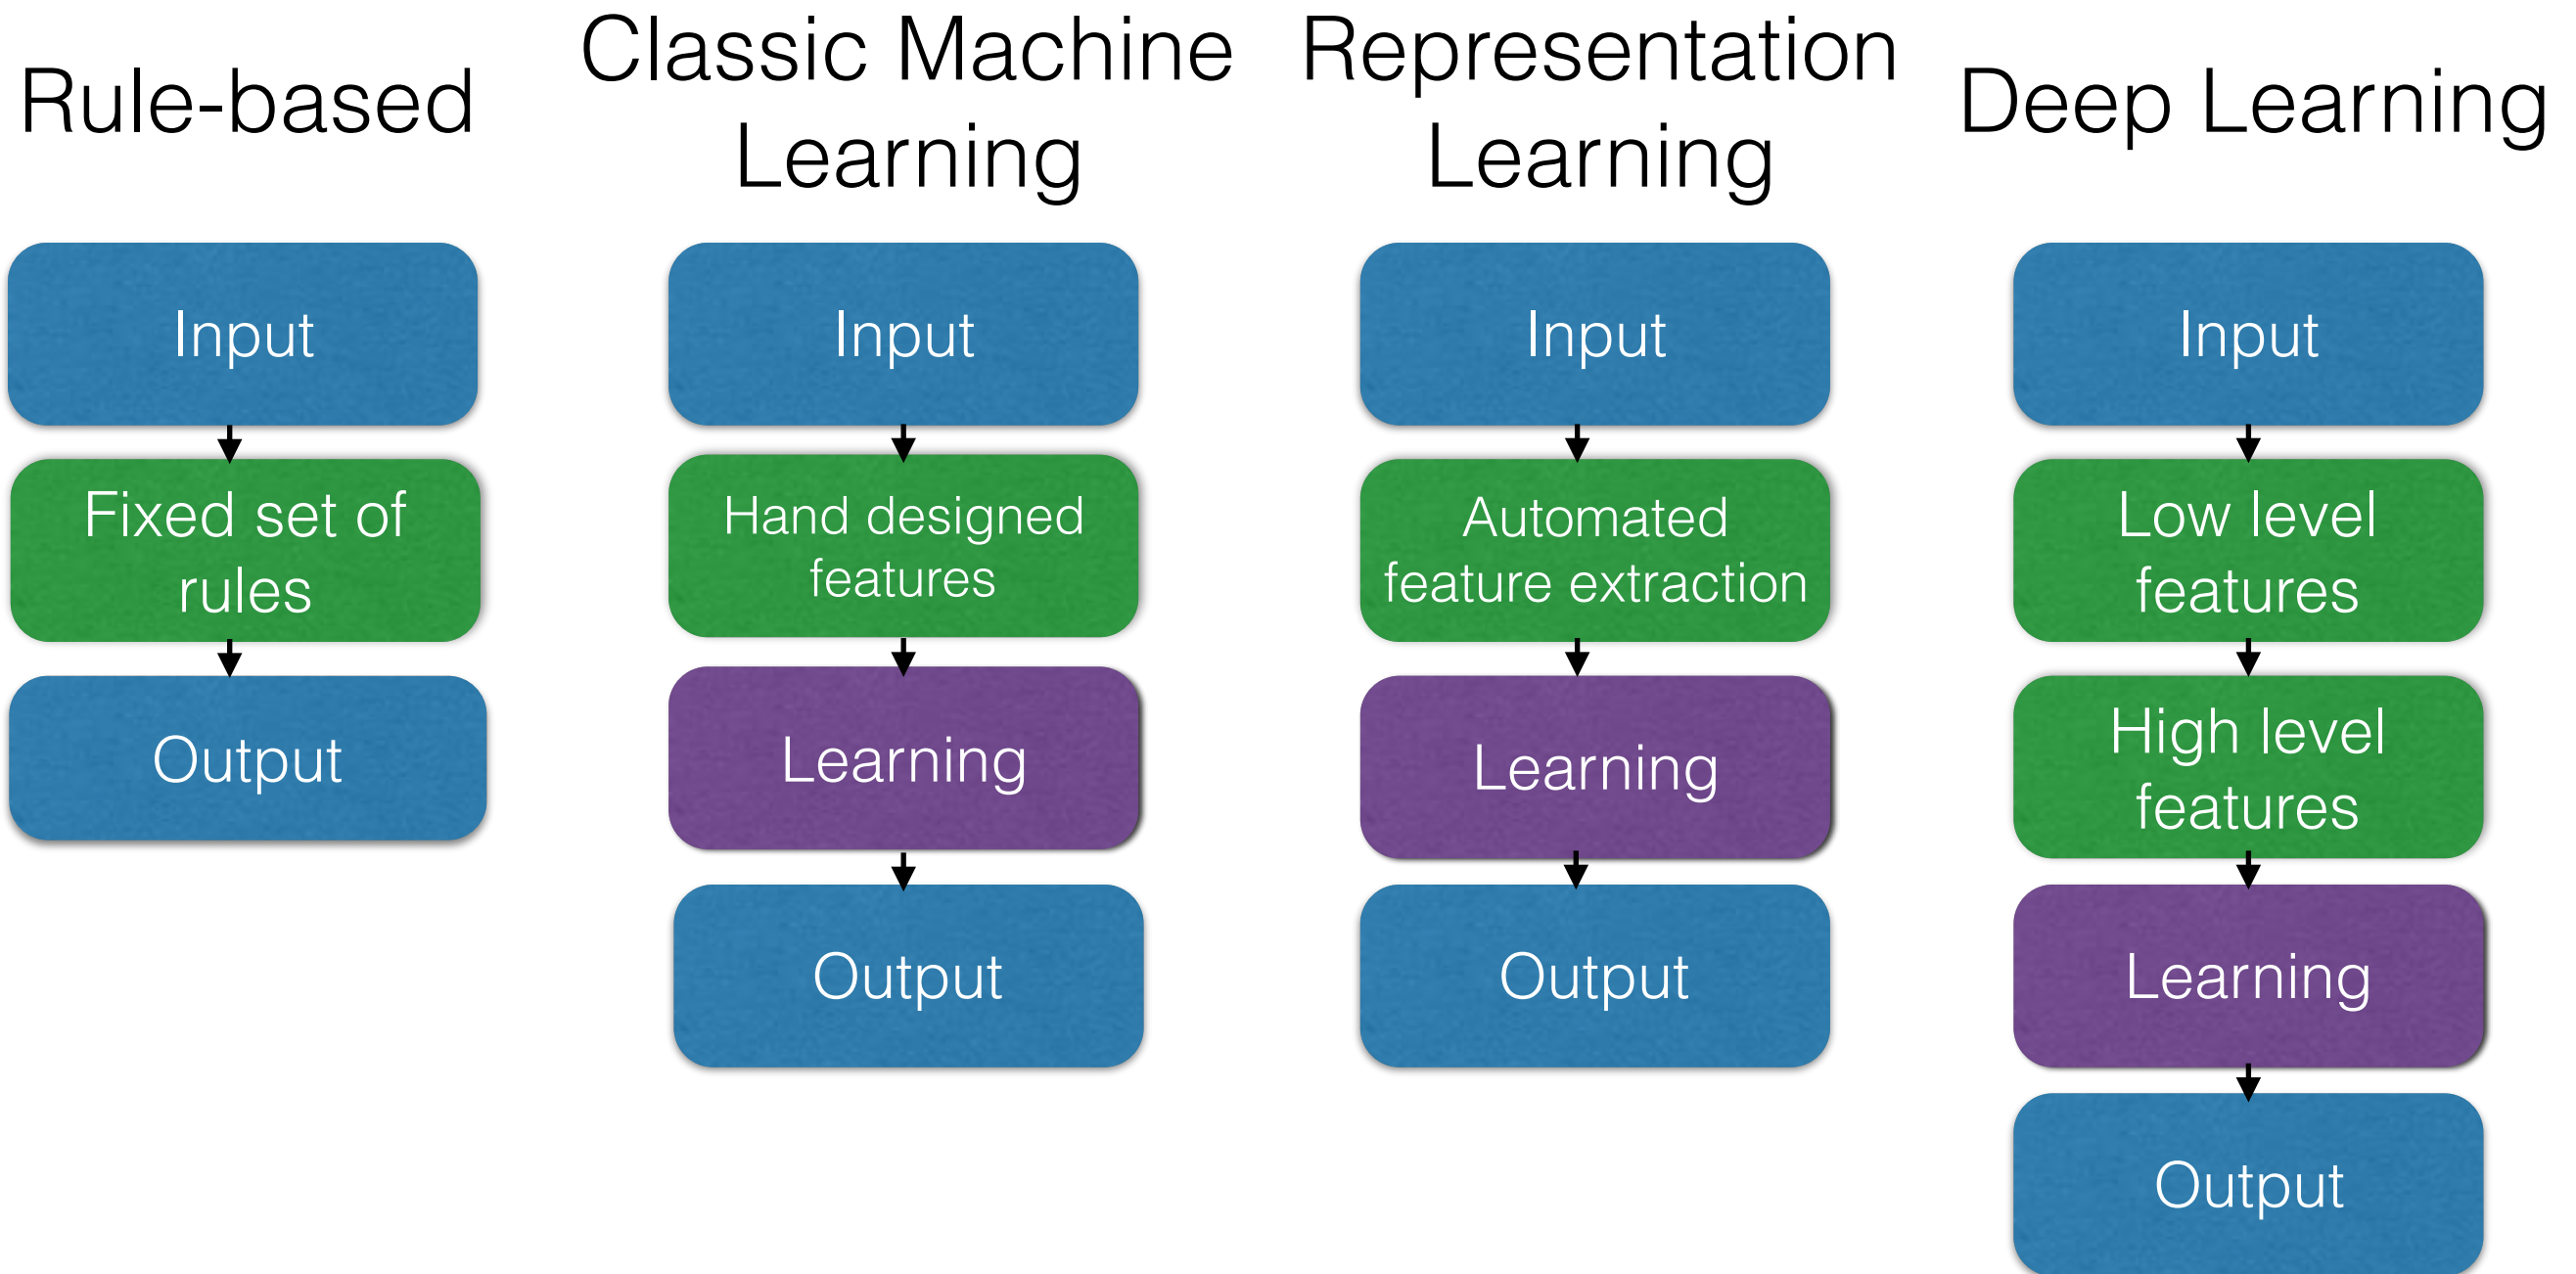 Rule-based
Input
Fixed set of
rules
Output
Classic Machine
Learning
Input
Hand designed
features
Learning
Output
Representation
Learning
Input
Automated
feature extraction
Learning
Output
Deep Learning
Input
Low level
features
High level
features
Learning
Output